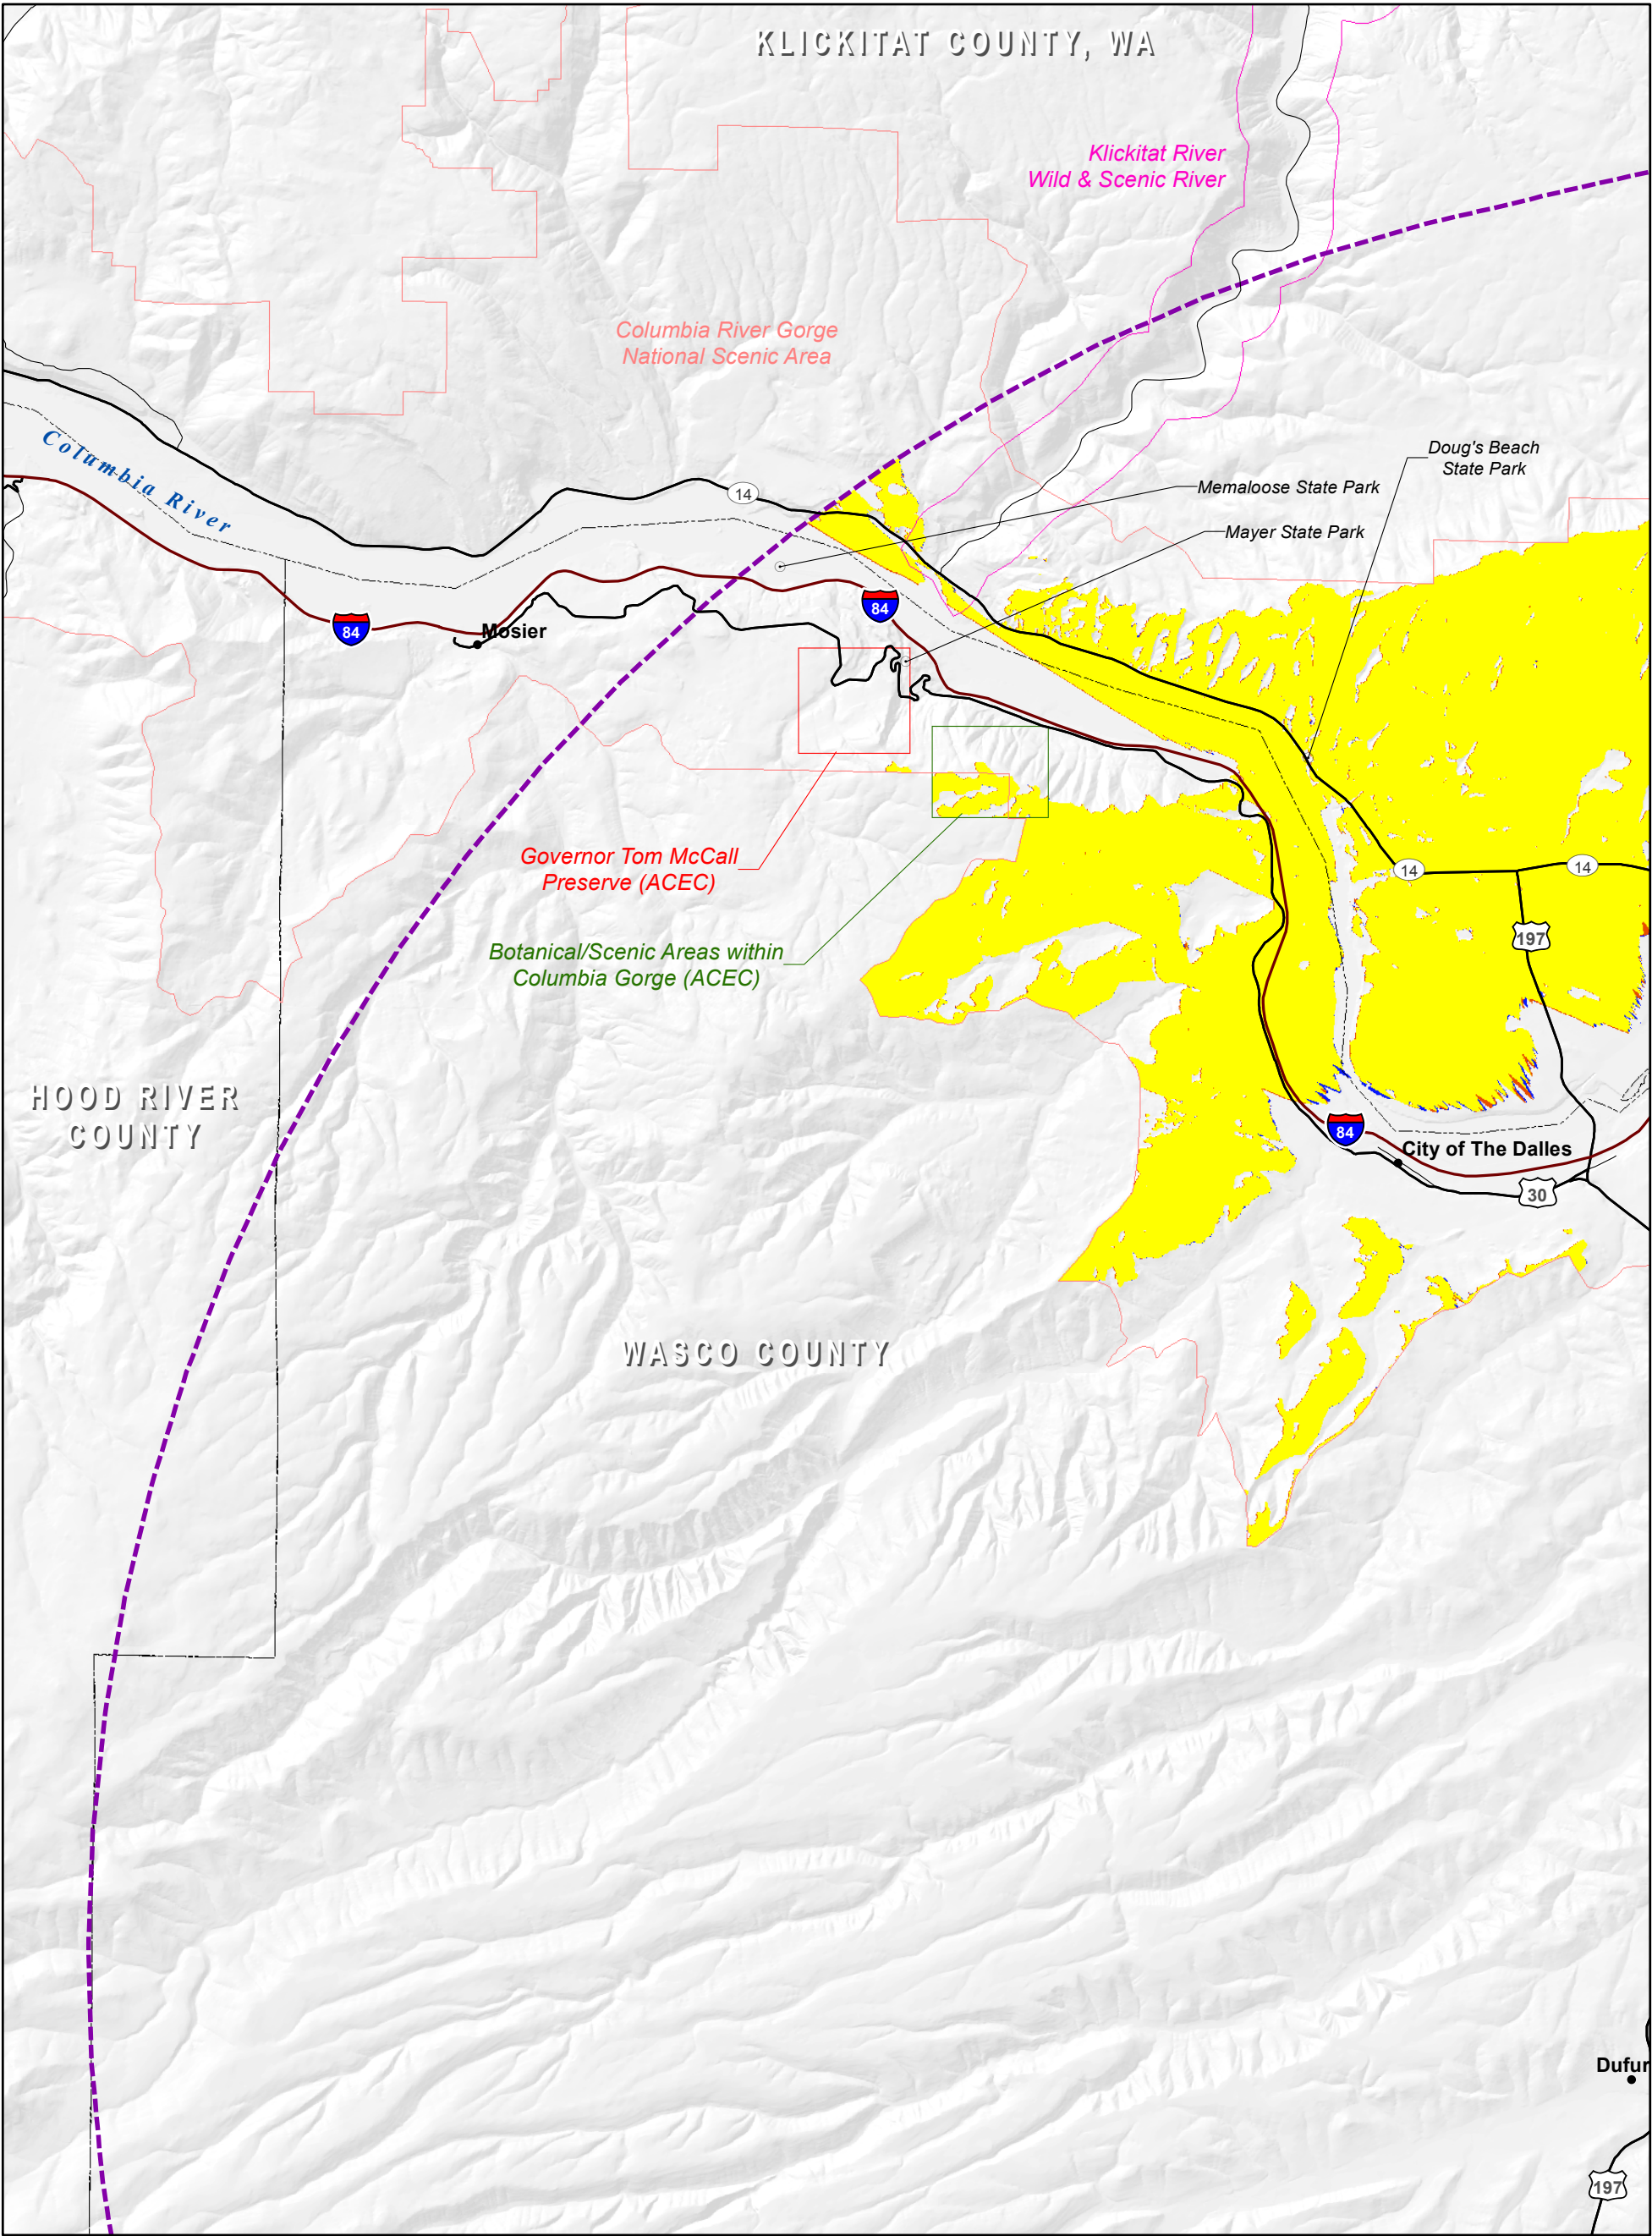 KLICKITAT COUNTY, WA
Klickitat River
Wild & Scenic River
Columbia River Gorge
National Scenic Area
Columbia River
Doug's Beach
State Park
Memaloose State Park
14
Mayer State Park
84
84
Mosier
Governor Tom McCall
Preserve (ACEC)
14
14
197
Botanical/Scenic Areas within
Columbia Gorge (ACEC)
HOOD RIVER
COUNTY
84
City of The Dalles
30
WASCO COUNTY
Dufur
197